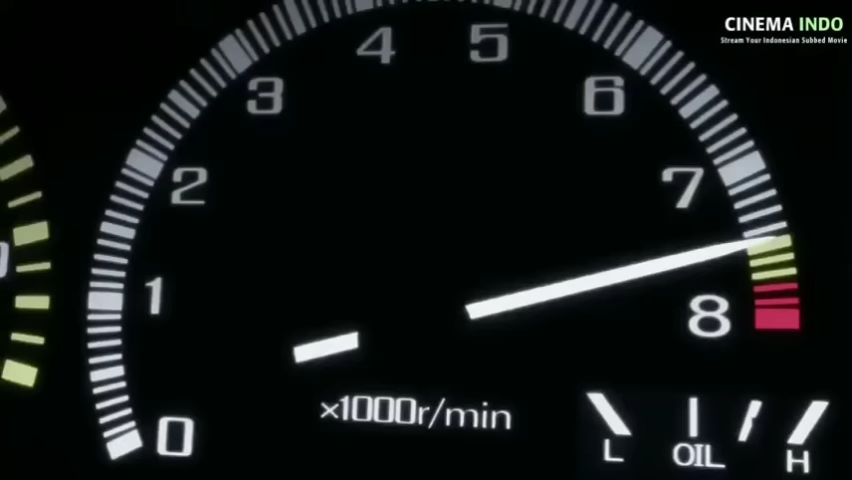 CINEMA INDO
Stream Your Indonesian Subbed Movie
4 5
3 6
2 7
1 8
0
×1000r/min
L OIL H